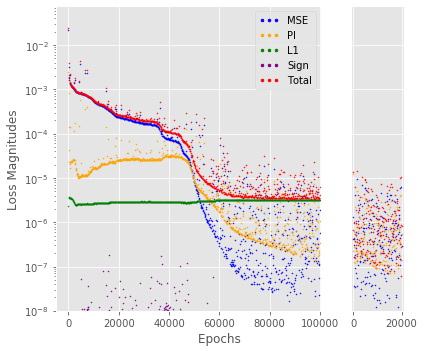 MSE
PI
L1
Sign
Total
Loss Magnitudes
10⁻²
10⁻³
10⁻⁴
10⁻⁵
10⁻⁶
10⁻⁷
10⁻⁸
0 20000 40000 60000 80000 100000 0 20000
Epochs